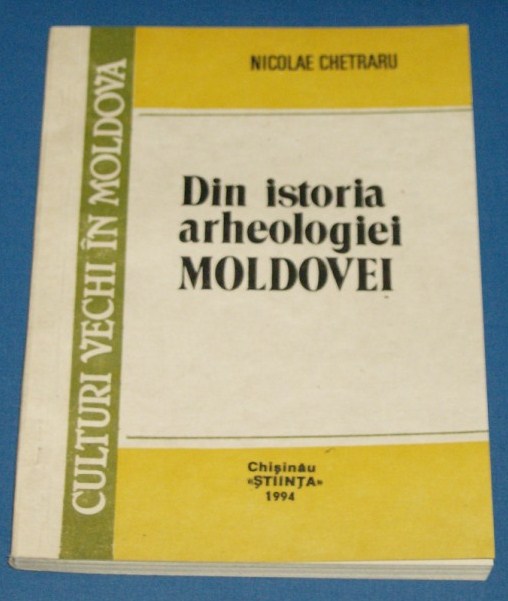 NICOLAE CHETRARU
CULTURI VECHI ÎN MOLDOVA
Din istoria
arheologiei
MOLDOVEI
Chişinău
«ŞTIINŢA»
1994